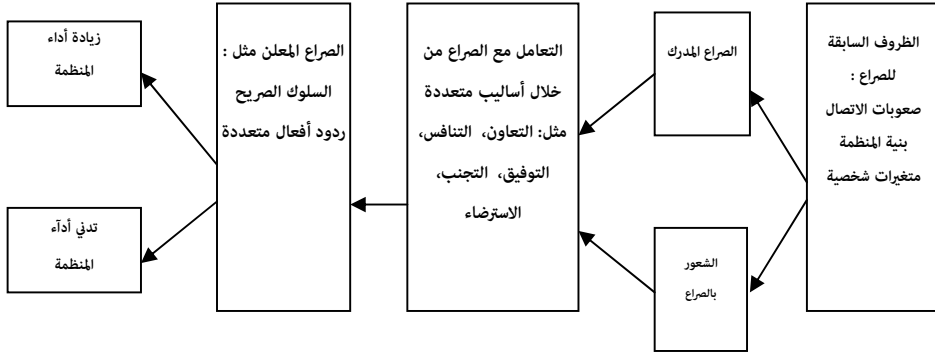 الظروف السابقة
للصراع :
صعوبات الاتصال
بنية المنظمة
متغيرات شخصية
الصراع المدرك
الشعور
بالصراع
التعامل مع الصراع من
خلال أساليب متعددة
مثل: التعاون، التنافس،
التوفيق، التجنب،
الاسترضاء
الصراع المعلن مثل :
السلوك الصريح
ردود أفعال متعددة
زيادة أداء
المنظمة
تدني أدآء
المنظمة